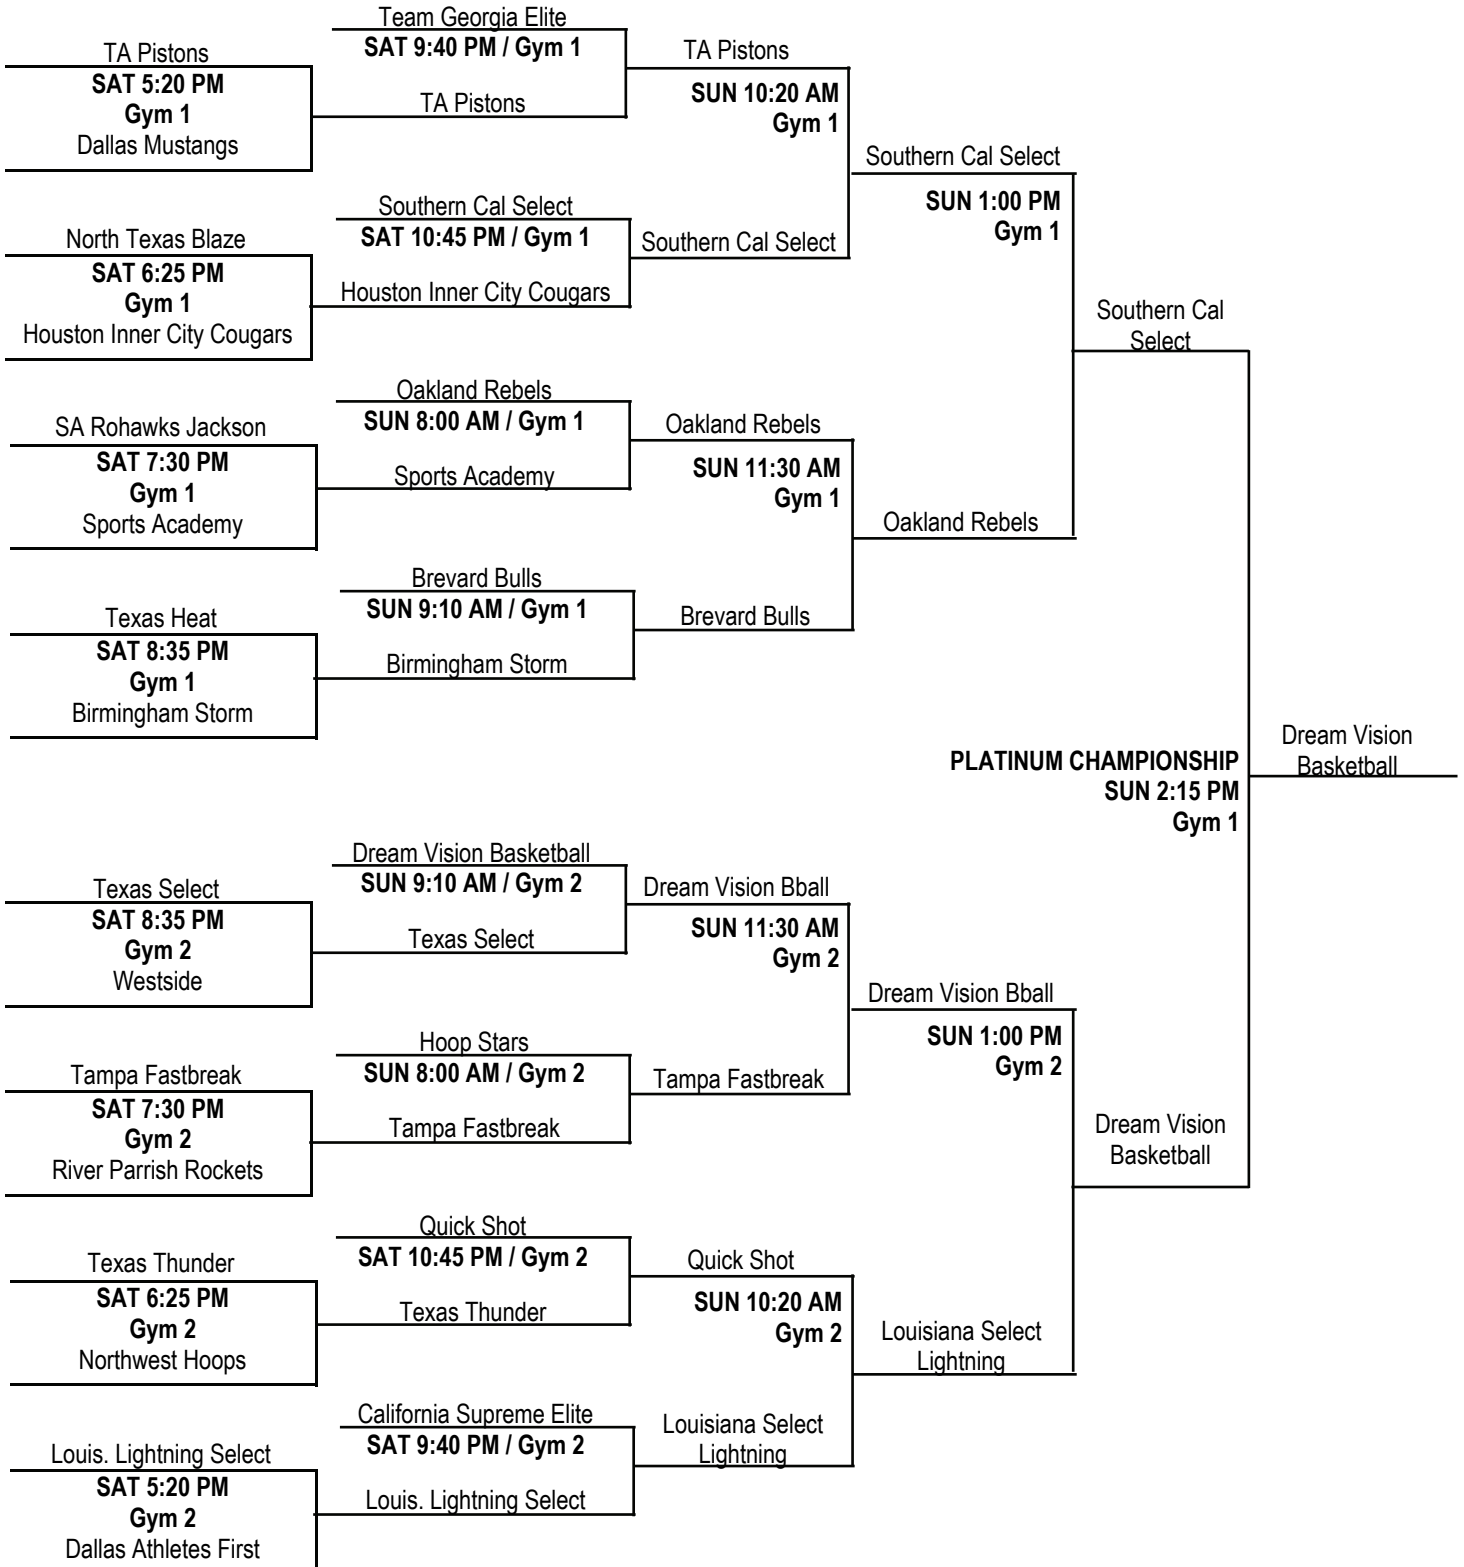 Team Georgia Elite
SAT 9:40 PM / Gym 1
TA Pistons
TA Pistons
SAT 5:20 PM
Gym 1
Dallas Mustangs
TA Pistons
SUN 10:20 AM
Gym 1
Southern Cal Select
SAT 10:45 PM / Gym 1
Houston Inner City Cougars
North Texas Blaze
SAT 6:25 PM
Gym 1
Houston Inner City Cougars
Southern Cal Select
Southern Cal Select
SUN 1:00 PM
Gym 1
Oakland Rebels
SUN 8:00 AM / Gym 1
Sports Academy
SA Rohawks Jackson
SAT 7:30 PM
Gym 1
Sports Academy
Oakland Rebels
SUN 11:30 AM
Gym 1
Oakland Rebels
Brevard Bulls
SUN 9:10 AM / Gym 1
Birmingham Storm
Texas Heat
SAT 8:35 PM
Gym 1
Birmingham Storm
Brevard Bulls
Southern Cal
Select
PLATINUM CHAMPIONSHIP
SUN 2:15 PM
Gym 1
Dream Vision
Basketball
Dream Vision Basketball
SUN 9:10 AM / Gym 2
Texas Select
Texas Select
SAT 8:35 PM
Gym 2
Westside
Dream Vision Bball
SUN 11:30 AM
Gym 2
Dream Vision Bball
SUN 1:00 PM
Gym 2
Hoop Stars
SUN 8:00 AM / Gym 2
Tampa Fastbreak
Tampa Fastbreak
SAT 7:30 PM
Gym 2
River Parrish Rockets
Tampa Fastbreak
Dream Vision
Basketball
Quick Shot
SAT 10:45 PM / Gym 2
Texas Thunder
Texas Thunder
SAT 6:25 PM
Gym 2
Northwest Hoops
Quick Shot
SUN 10:20 AM
Gym 2
Louisiana Select
Lightning
California Supreme Elite
SAT 9:40 PM / Gym 2
Louis. Lightning Select
Louis. Lightning Select
SAT 5:20 PM
Gym 2
Dallas Athletes First
Louisiana Select
Lightning